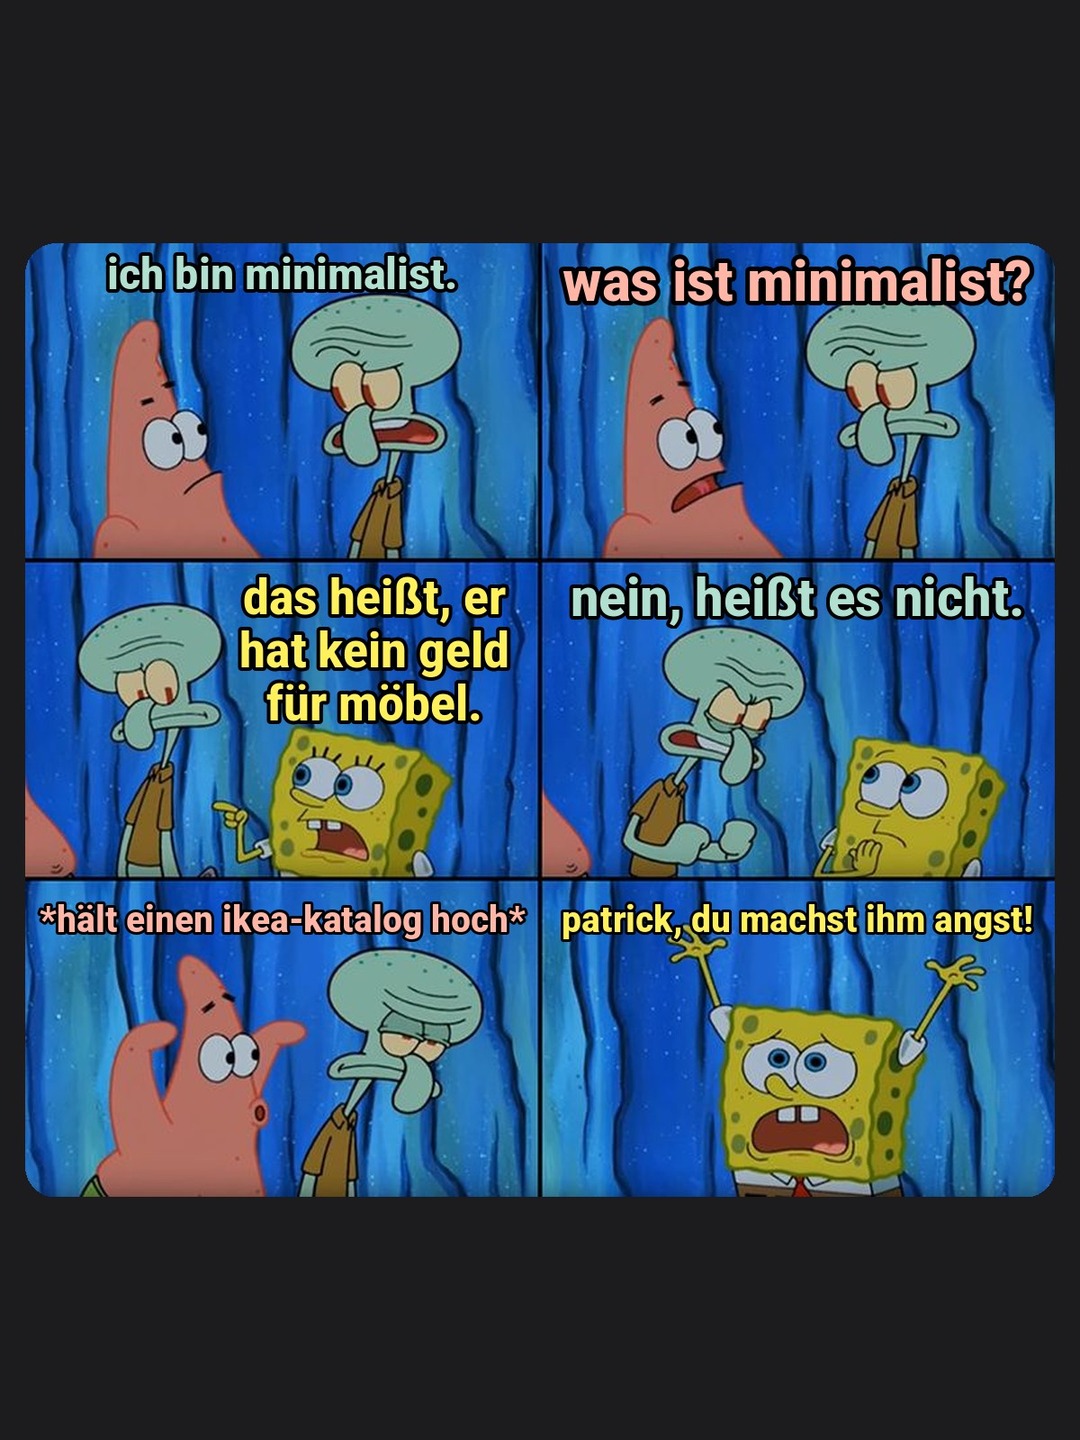 ich bin minimalist.
was ist minimalist?
das heißt, er
hat kein geld
für möbel.
nein, heißt es nicht.
*hält einen ikea-katalog hoch*
patrick, du machst ihm angst!